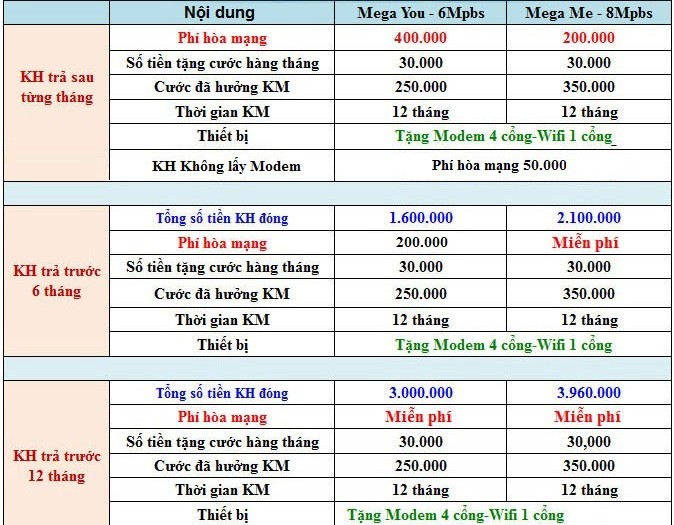 Nội dung Mega You - 6Mpbs Mega Me - 8Mpbs
KH trả sau
từng tháng
Phí hòa mạng 400.000 200.000
Số tiền tặng cước hàng tháng 30.000 30.000
Cước đã hưởng KM 250.000 350.000
Thời gian KM 12 tháng 12 tháng
Thiết bị Tặng Modem 4 cổng-Wifi 1 cổng
KH Không lấy Modem Phí hòa mạng 50.000
KH trả trước
6 tháng
Tổng số tiền KH đóng 1.600.000 2.100.000
Phí hòa mạng 200.000 Miễn phí
Số tiền tặng cước hàng tháng 30.000 30.000
Cước đã hưởng KM 250.000 350.000
Thời gian KM 12 tháng 12 tháng
Thiết bị Tặng Modem 4 cổng-Wifi 1 cổng
KH trả trước
12 tháng
Tổng số tiền KH đóng 3.000.000 3.960.000
Phí hòa mạng Miễn phí Miễn phí
Số tiền tặng cước hàng tháng 30.000 30,000
Cước đã hưởng KM 250.000 350.000
Thời gian KM 12 tháng 12 tháng
Thiết bị Tặng Modem 4 cổng-Wifi 1 cổng